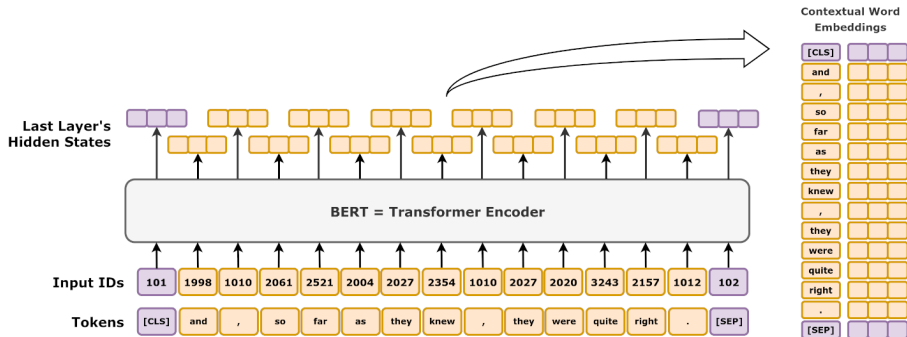 Contextual Word
Embeddings
[CLS]
and
,
so
far
as
they
knew
,
they
were
quite
right
.
[SEP]
Last Layer's
Hidden States
BERT = Transformer Encoder
Input IDs 101 1998 1010 2061 2521 2004 2027 2354 1010 2027 2020 3243 2157 1012 102
Tokens [CLS] and , so far as they knew , they were quite right . [SEP]